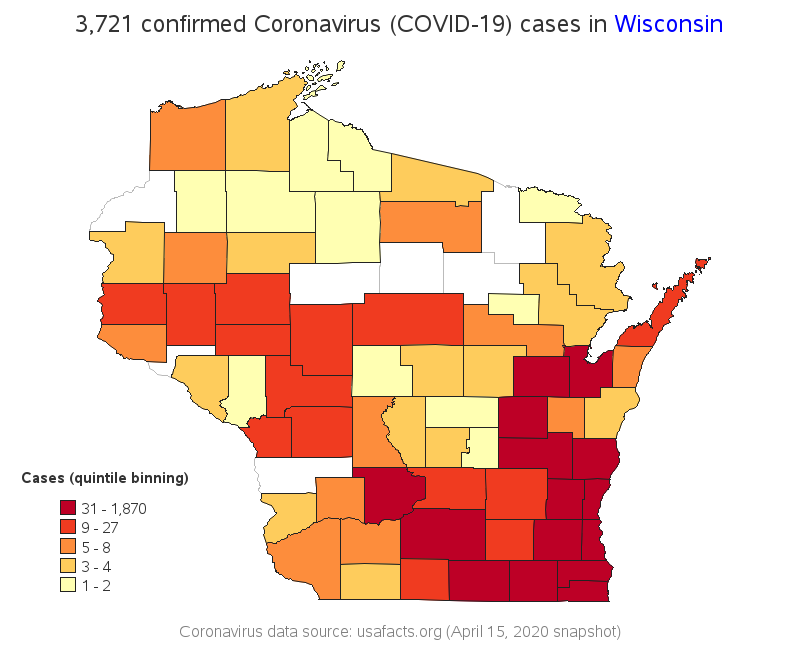 3,721 confirmed Coronavirus (COVID-19) cases in Wisconsin
Cases (quintile binning)
31 - 1,870
9 - 27
5 - 8
3 - 4
1 - 2
Coronavirus data source: usafacts.org (April 15, 2020 snapshot)